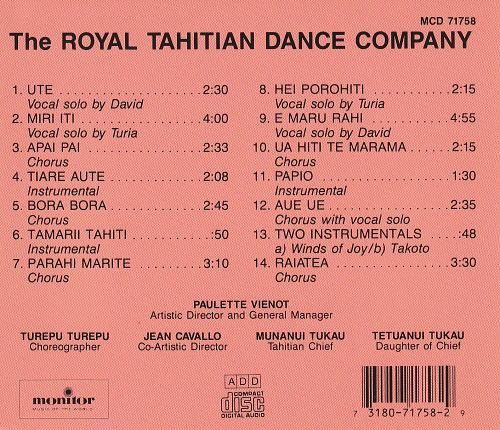 MCD 71758
The ROYAL TAHITIAN DANCE COMPANY
1. UTE ........................2:30
Vocal solo by David
2. MIRI ITI ....................4:00
Vocal solo by Turia
3. APAI PAI ..................2:33
Chorus
4. TIARE AUTE ..............2:08
Instrumental
5. BORA BORA ..............2:45
Chorus
6. TAMARII TAHITI ...........:50
Instrumental
7. PARAHI MARITE ..........3:10
Chorus
8. HEI POROHITI .............2:15
Vocal solo by Turia
9. E MARU RAHI .............4:55
Vocal solo by David
10. UA HITI TE MARAMA ......2:15
Chorus
11. PAPIO .....................1:30
Instrumental
12. AUE UE ....................2:35
Chorus with vocal solo
13. TWO INSTRUMENTALS .....:48
a) Winds of Joy/b) Takoto
14. RAIATEA ..................3:30
Chorus
PAULETTE VIENOT
Artistic Director and General Manager
TUREPU TUREPU
Choreographer
JEAN CAVALLO
Co-Artistic Director
MUNANUI TUKAU
Tahitian Chief
TETUANUI TUKAU
Daughter of Chief
monitor
MUSIC OF THE WORLD
ADD
COMPACT
disc
DIGITAL AUDIO
7 3180-71758-2 9